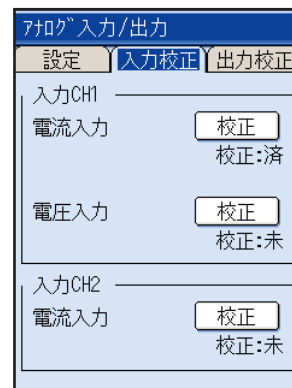 ｱﾅﾛｸﾞ入力/出力
設定 入力校正 出力校正
入力CH1
電流入力 校正
校正:済
電圧入力 校正
校正:未
入力CH2
電流入力 校正
校正:未